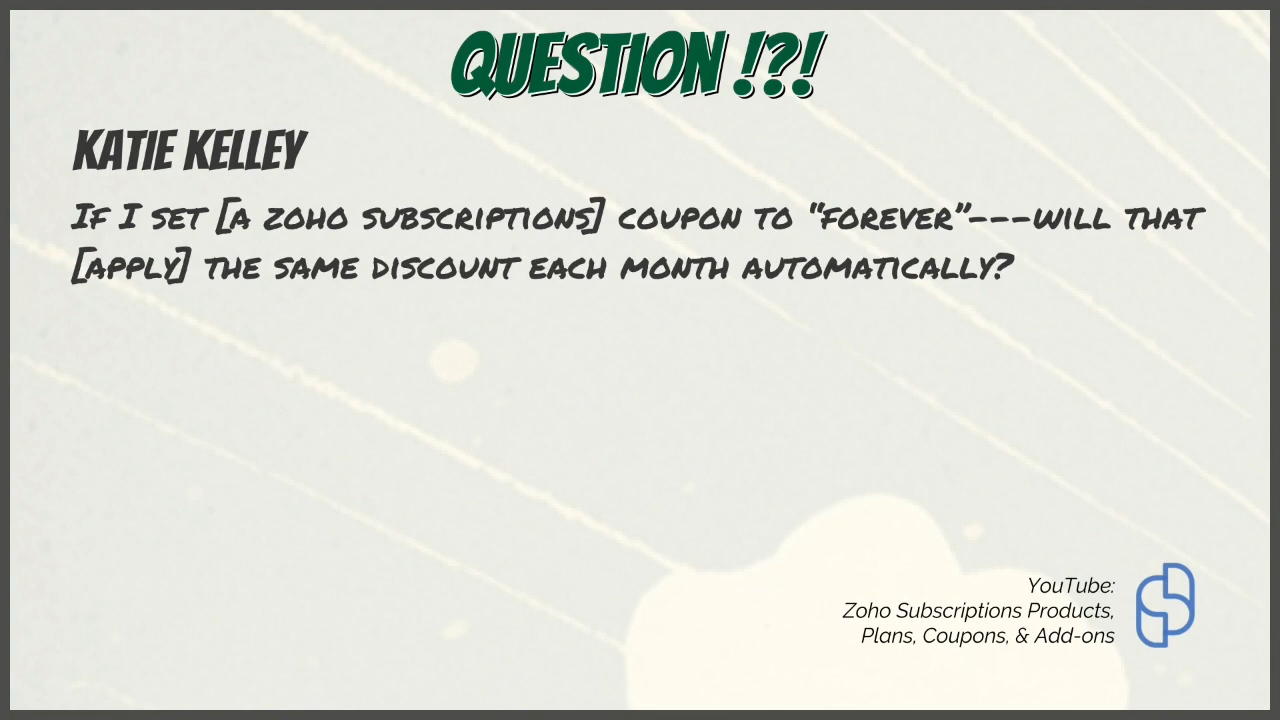 QUESTION !?!
KATIE KELLEY
If I set [a zoho subscriptions] coupon to “forever”---will that
[apply] the same discount each month automatically?
YouTube:
Zoho Subscriptions Products,
Plans, Coupons, & Add-ons